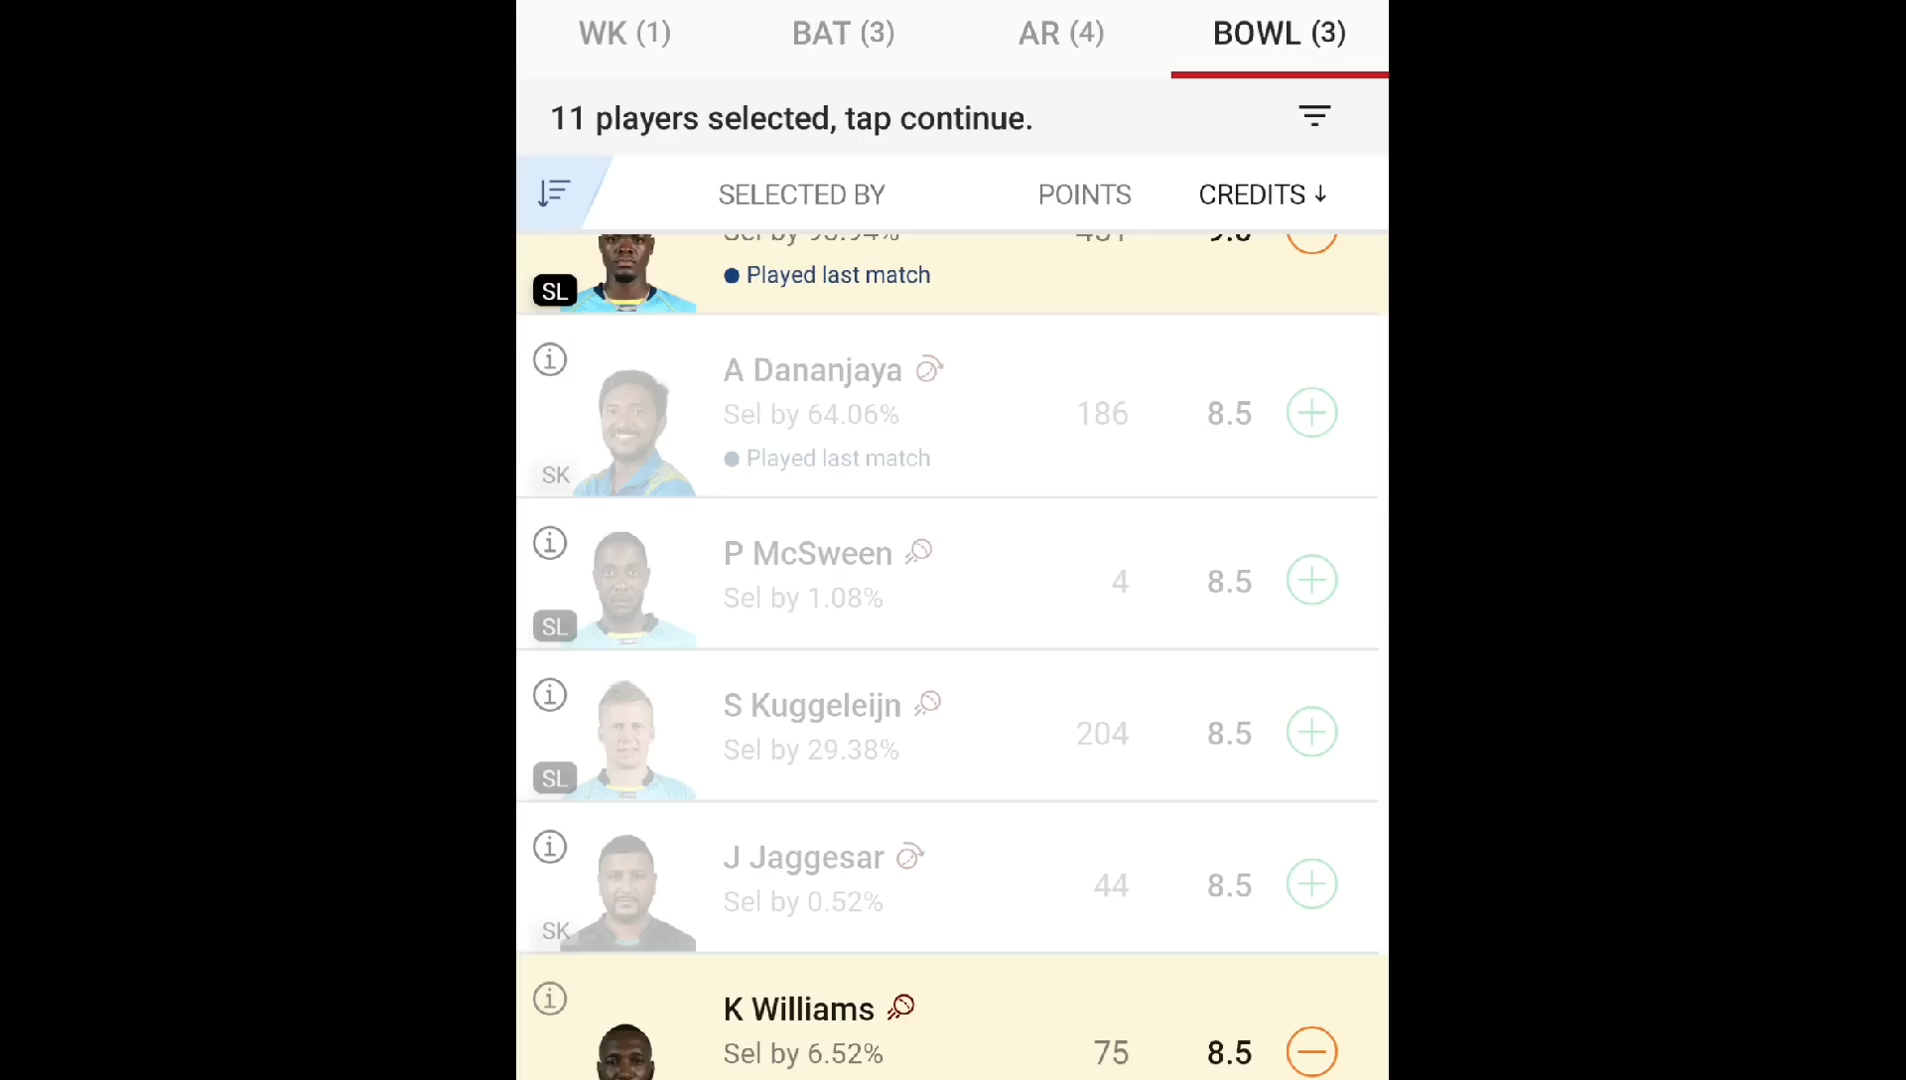 WK (1) BAT (3) AR (4) BOWL (3)
11 players selected, tap continue.
SELECTED BY POINTS CREDITS ↓
Sel by
Played last match
SL
A Dananjaya
Sel by 64.06% 186 8.5
Played last match
SK
P McSween
Sel by 1.08% 4 8.5
SL
S Kuggeleijn
Sel by 29.38% 204 8.5
SL
J Jaggesar
Sel by 0.52% 44 8.5
SK
K Williams
Sel by 6.52% 75 8.5